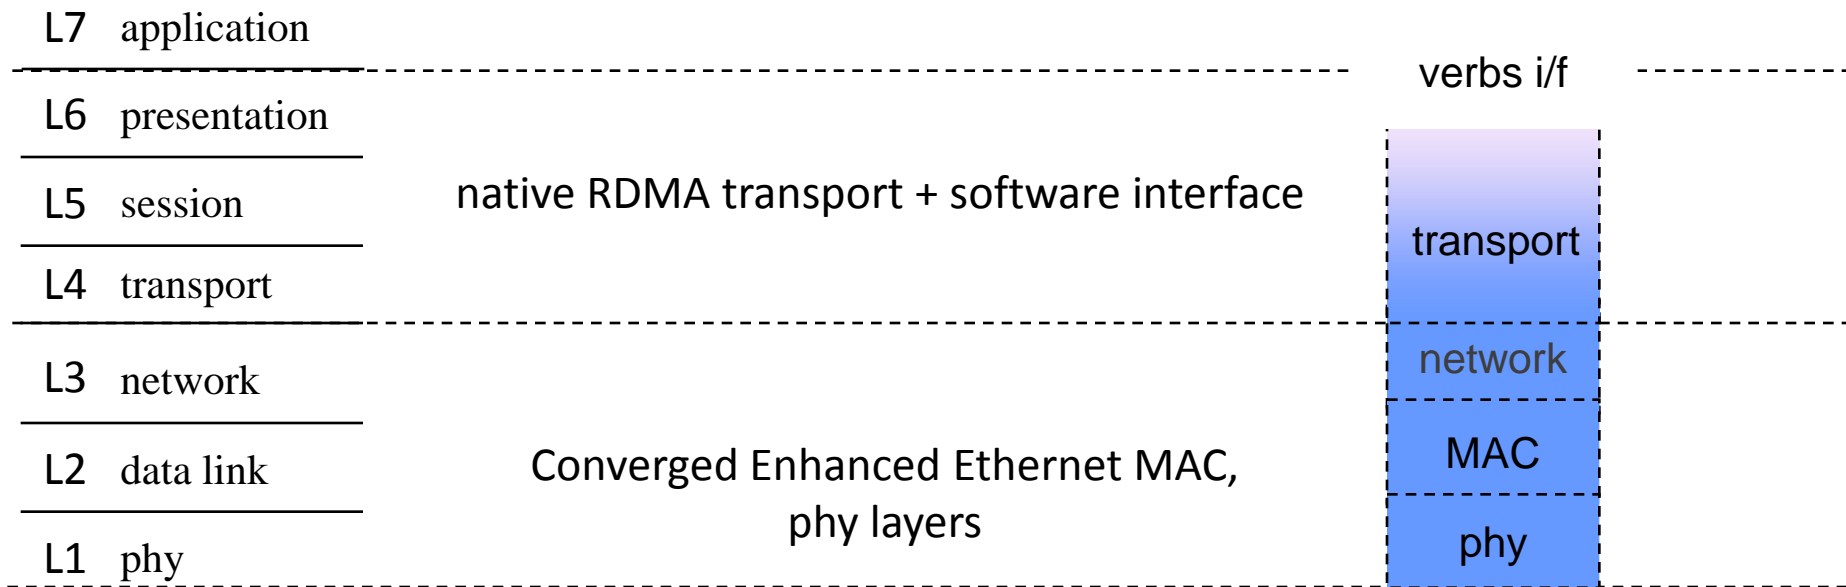 L7 application
verbs i/f
L6 presentation
native RDMA transport + software interface
L5 session
transport
L4 transport
network
L3 network
MAC
Converged Enhanced Ethernet MAC,
L2 data link
phy layers
phy
L1 phy